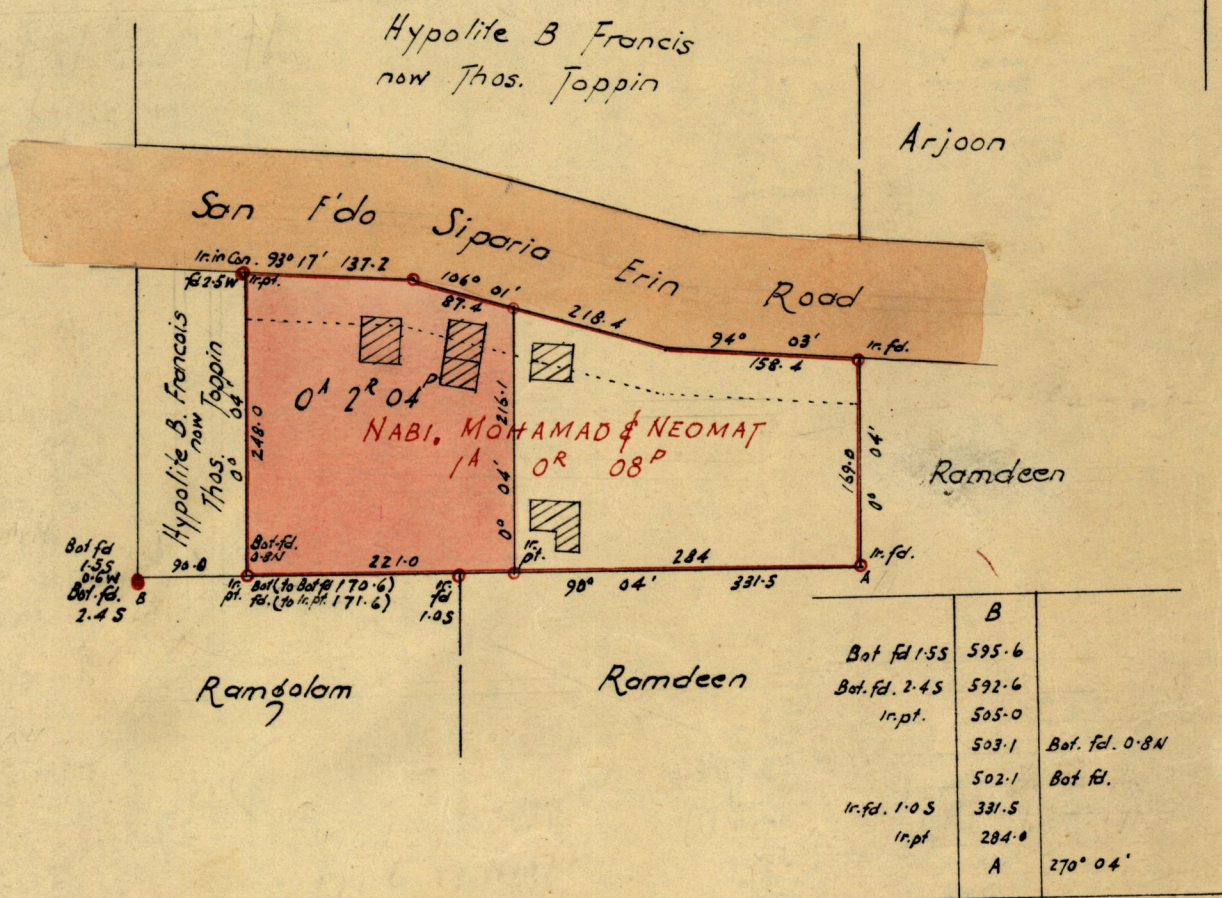 Hypolite B Francis
now Thos. Toppin
Arjoon
San F'do Siparia Erin Road
Ir. in Con.
fd 2.5W
Ir.pt.
93° 17' 137.2
106° 01'
87.4
218.4
94° 03'
158.4
Ir. fd.
Hypolite B. Francois
now
Thos. Toppin
0° 04'
248.0
0A 2R 04P
216.1
0° 04'
NABI, MOHAMAD & NEOMAT
1A 0R 08P
169.0
0° 04'
Ramdeen
Bot fd
1.5S
0.6W
Bot. fd.
2.4 S
B
90.0
Bot. fd.
0.8N
221.0
Ir.
pt.
Bot (to Bot fd 170.6)
fd. (to Ir. pt. 171.6)
Ir.
fd
1.0S
Ir.
pt.
284
90° 04' 331.5
Ir. fd.
A
Ramgolam
Ramdeen
B
Bot fd 1.5S 595.6
Bot. fd. 2.4 S 592.6
Ir. pt. 505.0
503.1 Bot. fd. 0.8N
502.1 Bot fd.
Ir. fd. 1.0 S 331.5
Ir. pt 284.0
A 270° 04'